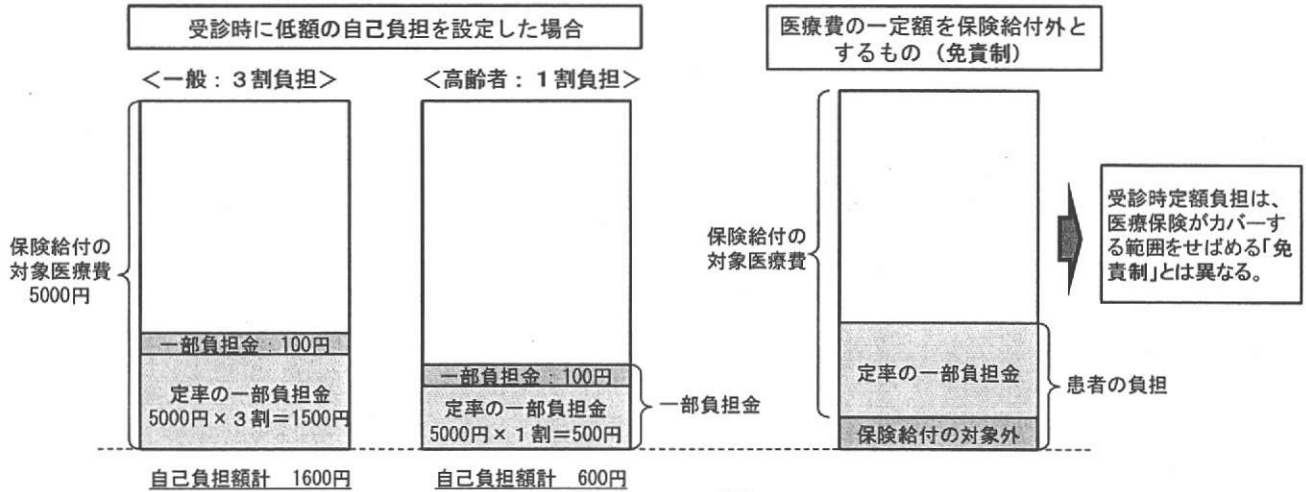 受診時に低額の自己負担を設定した場合
＜一般：３割負担＞
＜高齢者：１割負担＞
保険給付の
対象医療費
5000円
一部負担金：100円
定率の一部負担金
5000円×３割＝1500円
自己負担額計　1600円
一部負担金：100円
定率の一部負担金
5000円×１割＝500円
一部負担金
自己負担額計　600円
医療費の一定額を保険給付外と
するもの（免責制）
保険給付の
対象医療費
定率の一部負担金
保険給付の対象外
患者の負担
受診時定額負担は、
医療保険がカバーす
る範囲をせばめる「免
責制」とは異なる。